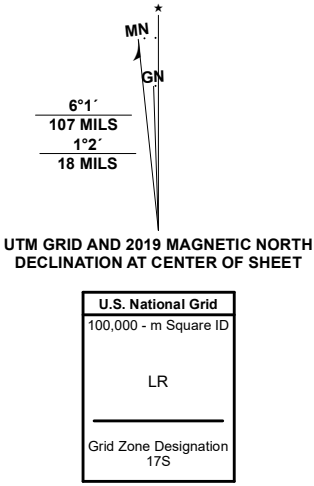 MN
GN
6°1´
107 MILS
1°2´
18 MILS
UTM GRID AND 2019 MAGNETIC NORTH
DECLINATION AT CENTER OF SHEET
U.S. National Grid
100,000 - m Square ID
LR
Grid Zone Designation
17S